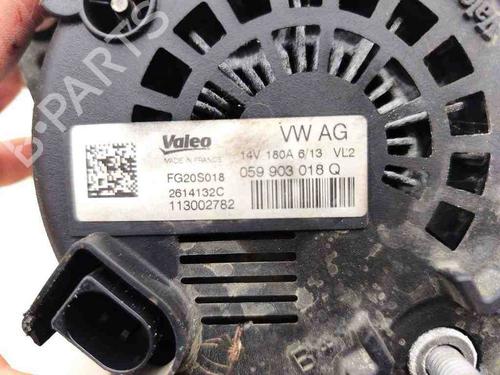 Valeo
MADE IN FRANCE
VW AG
14V 180A 6/13 VL2
FG20S018
059 903 018 Q
2614132C
113002782
B+
B-PARTS